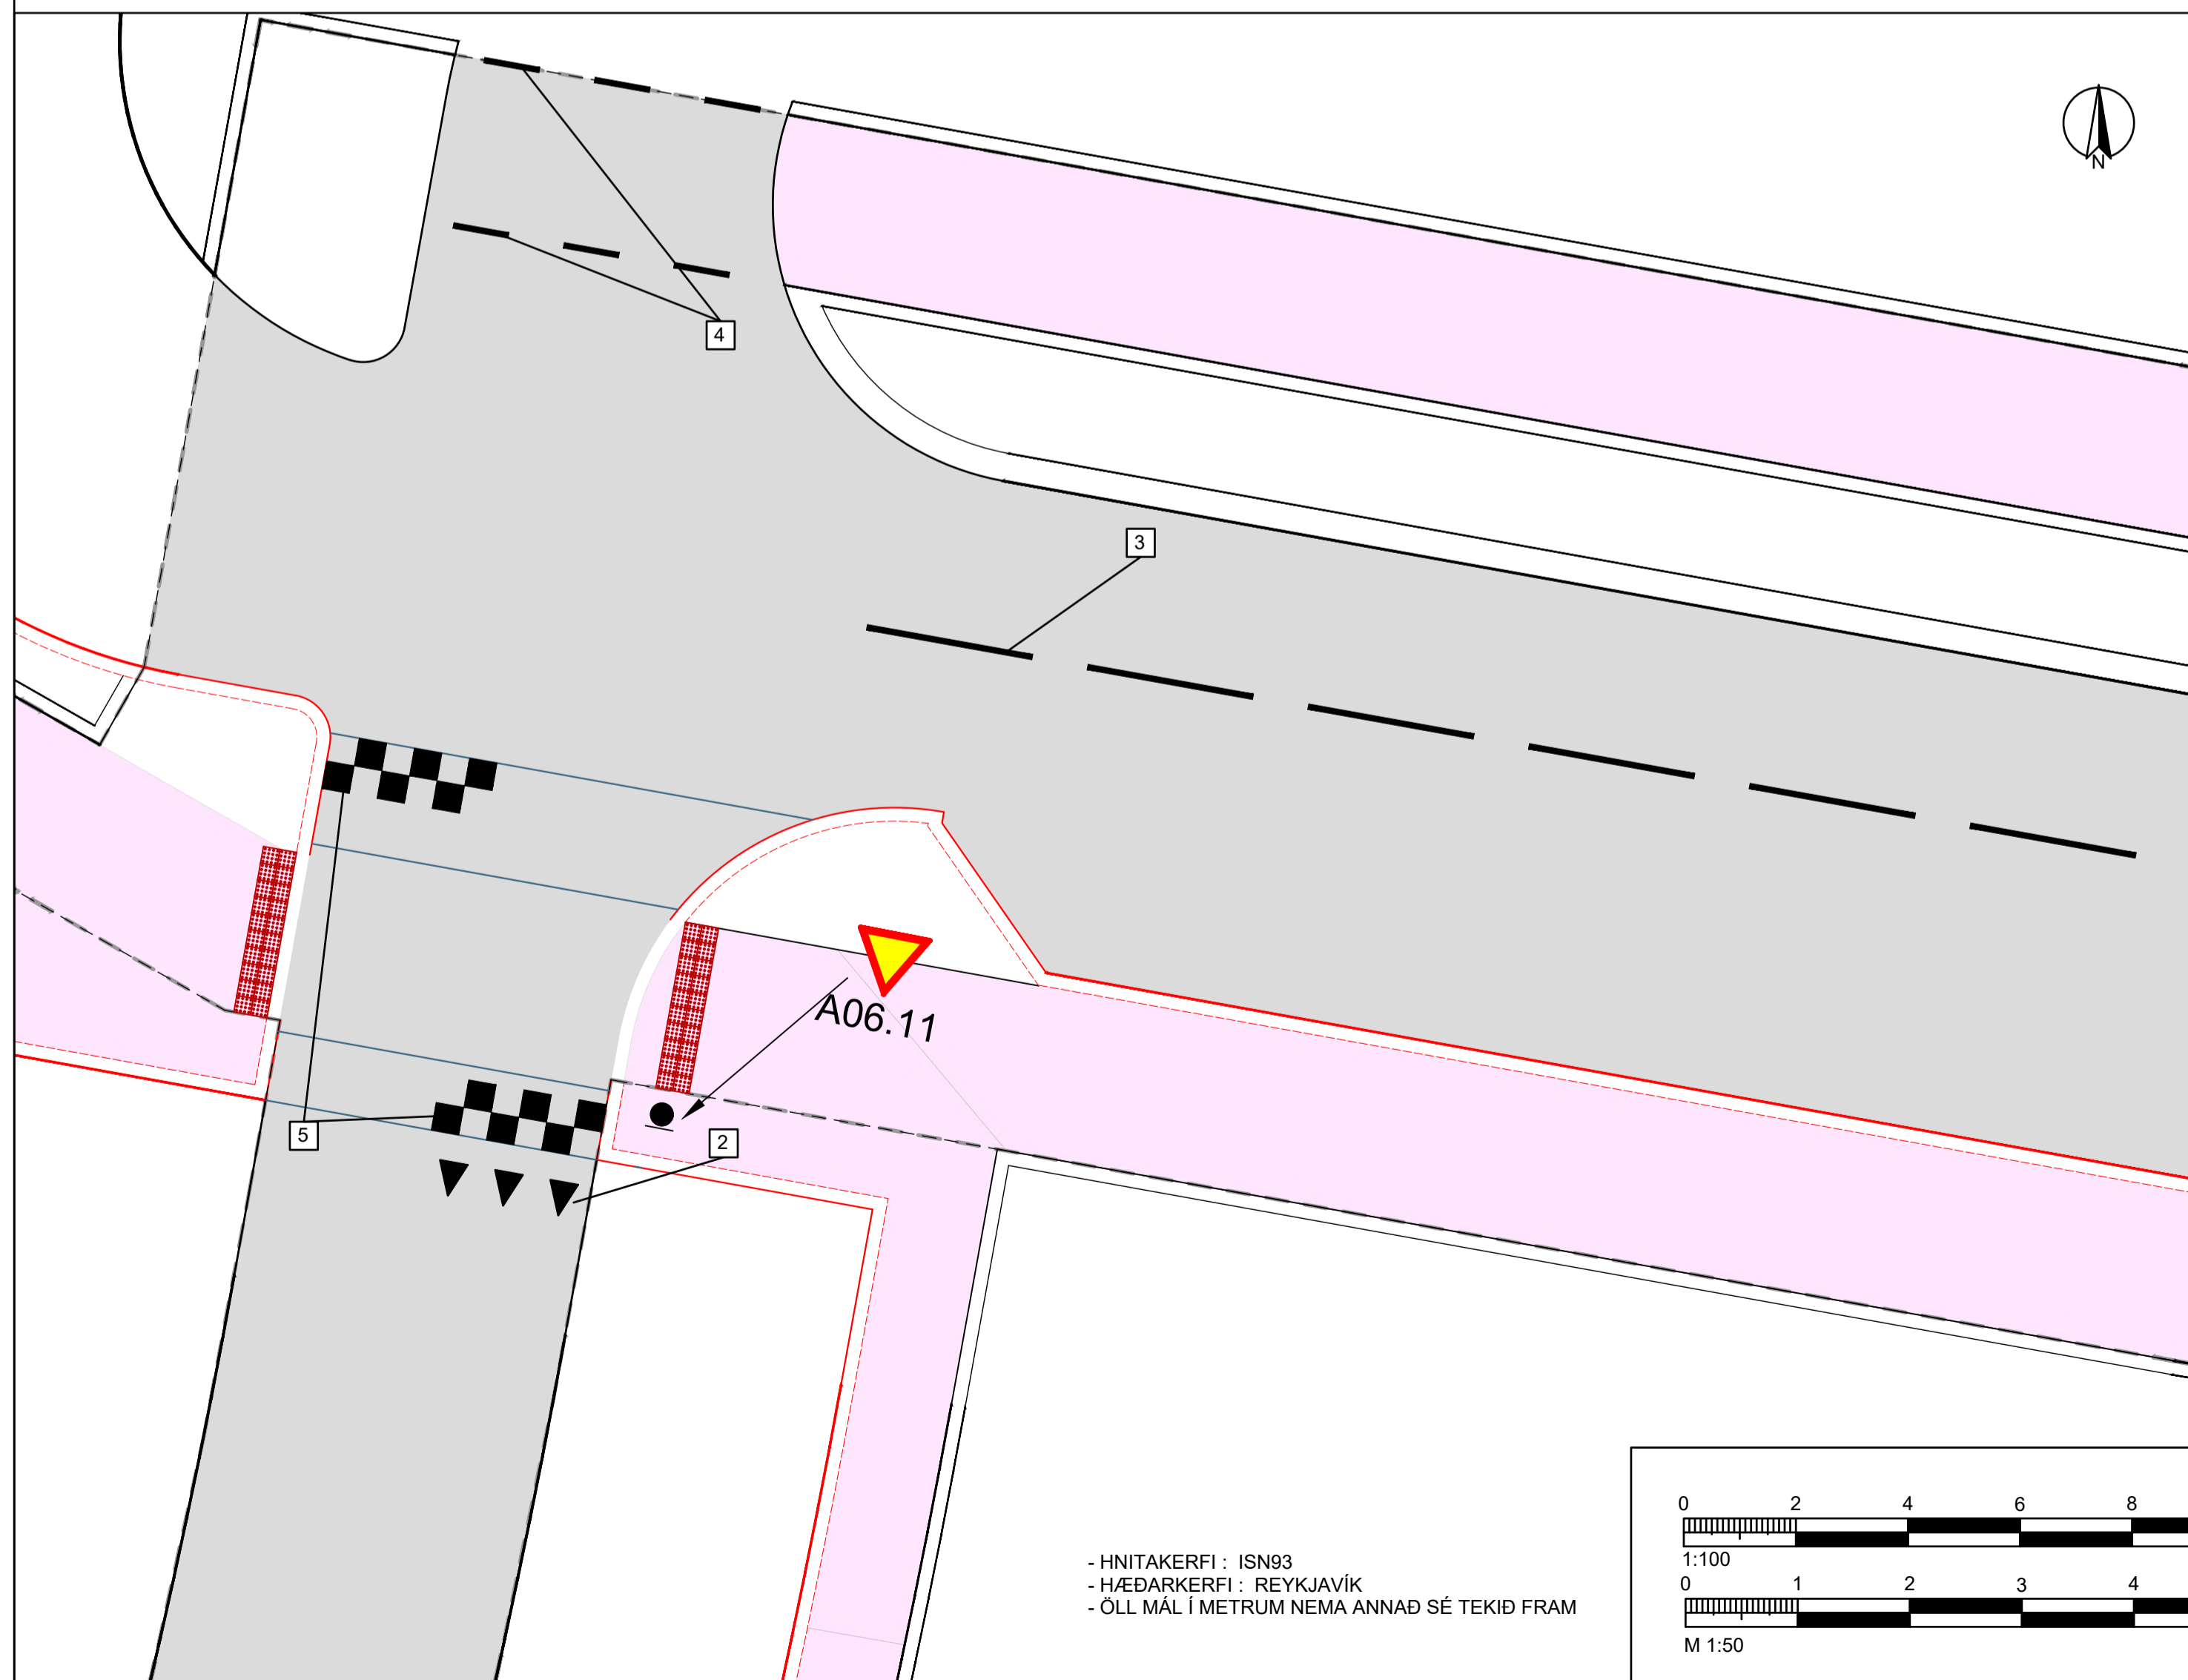 N
4
3
A06.11
5
2
- HNITAKERFI : ISN93
- HÆÐARKERFI : REYKJAVÍK
- ÖLL MÁL Í METRUM NEMA ANNAÐ SÉ TEKIÐ FRAM
0 2 4 6 8
1:100
0 1 2 3 4
M 1:50